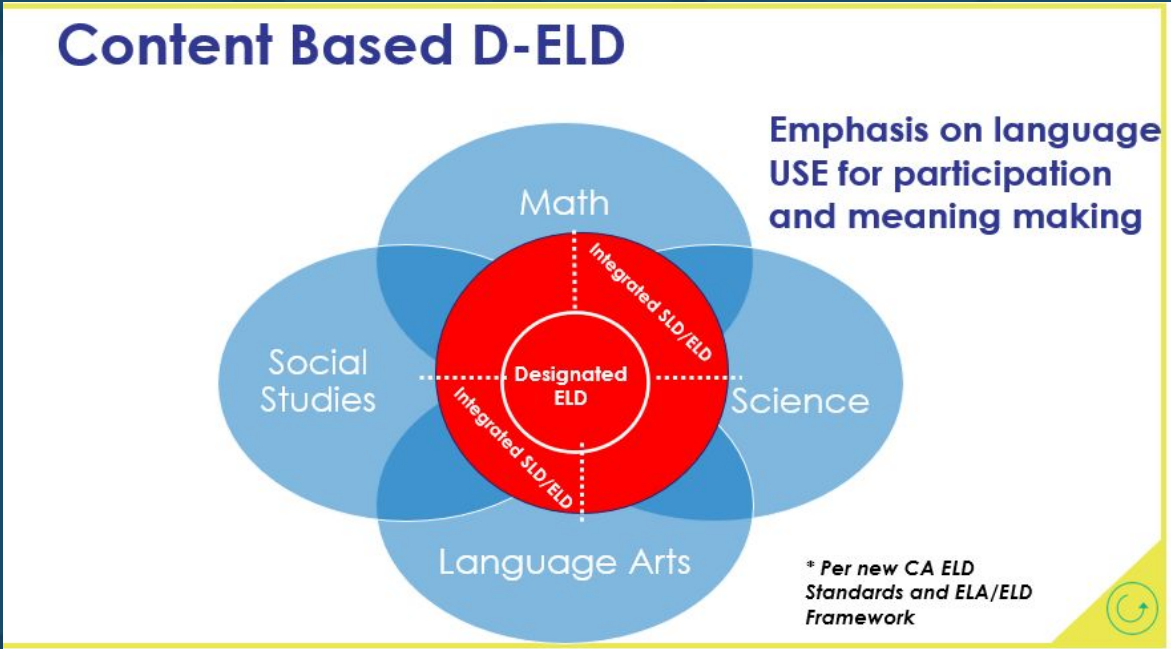 Content Based D-ELD
Emphasis on language
USE for participation
and meaning making
Math
Integrated SLD/ELD
Social
Studies
Designated
ELD
Science
Integrated SLD/ELD
Language Arts
* Per new CA ELD
Standards and ELA/ELD
Framework